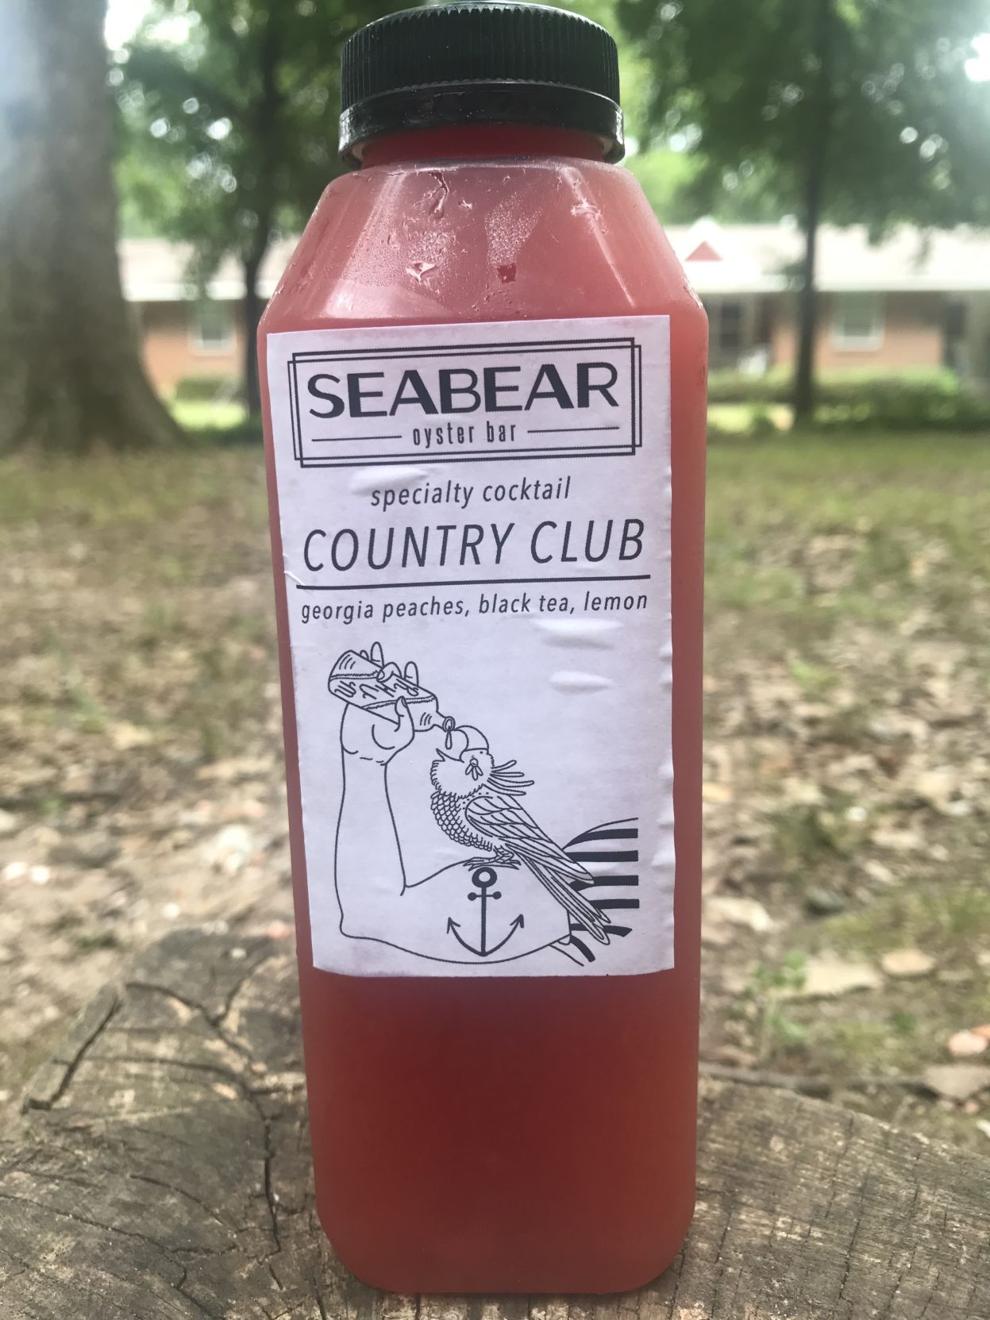 SEABEAR
oyster bar
specialty cocktail
COUNTRY CLUB
georgia peaches, black tea, lemon